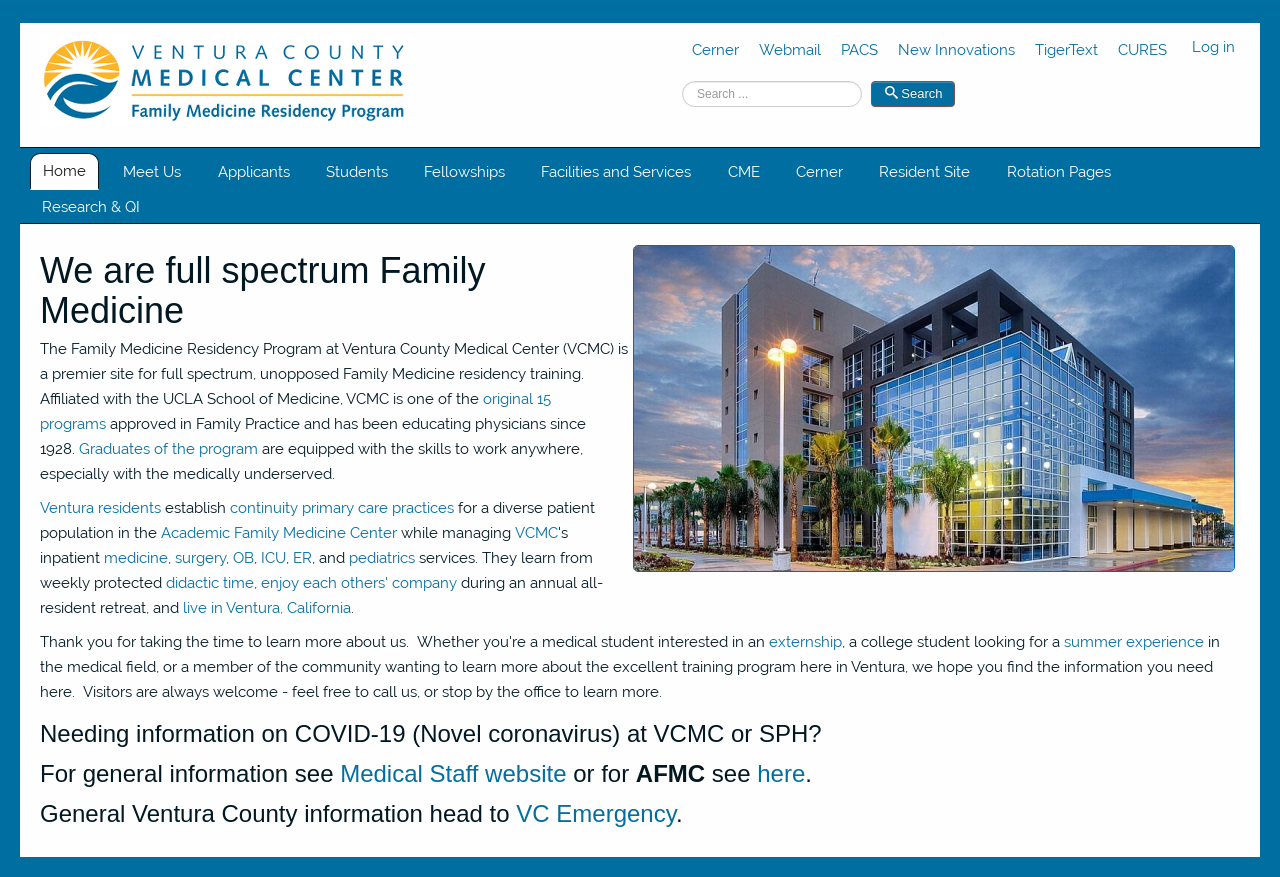 VENTURA COUNTY
MEDICAL CENTER
Family Medicine Residency Program
Cerner Webmail PACS New Innovations TigerText CURES Log in
Search ... Search
Home Meet Us Applicants Students Fellowships Facilities and Services CME Cerner Resident Site Rotation Pages
Research & QI
We are full spectrum Family
Medicine
The Family Medicine Residency Program at Ventura County Medical Center (VCMC) is
a premier site for full spectrum, unopposed Family Medicine residency training.
Affiliated with the UCLA School of Medicine, VCMC is one of the original 15
programs approved in Family Practice and has been educating physicians since
1928. Graduates of the program are equipped with the skills to work anywhere,
especially with the medically underserved.
Ventura residents establish continuity primary care practices for a diverse patient
population in the Academic Family Medicine Center while managing VCMC's
inpatient medicine, surgery, OB, ICU, ER, and pediatrics services. They learn from
weekly protected didactic time, enjoy each others' company during an annual all-
resident retreat, and live in Ventura, California.
Thank you for taking the time to learn more about us.  Whether you're a medical student interested in an externship, a college student looking for a summer experience in
the medical field, or a member of the community wanting to learn more about the excellent training program here in Ventura, we hope you find the information you need
here.  Visitors are always welcome - feel free to call us, or stop by the office to learn more.
Needing information on COVID-19 (Novel coronavirus) at VCMC or SPH?
For general information see Medical Staff website or for AFMC see here.
General Ventura County information head to VC Emergency.